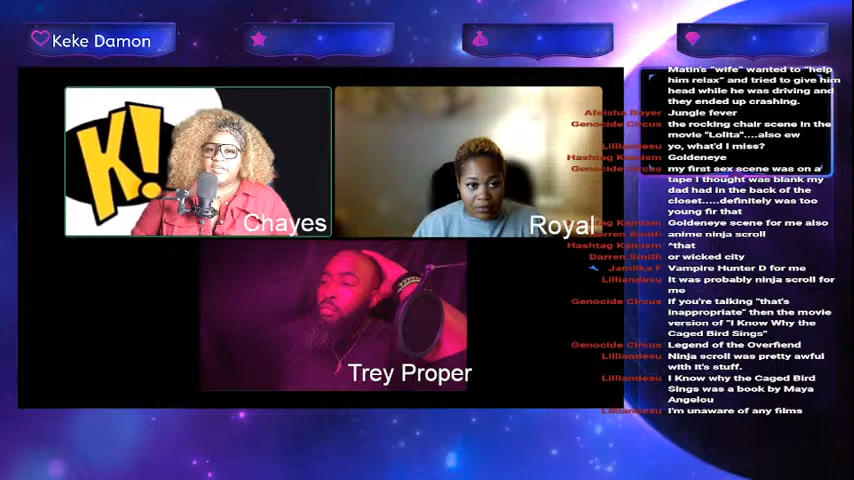 Keke Damon
K!
Chayes
Royal
Trey Proper
Matin's "wife" wanted to "help
him relax" and tried to give him
head while he was driving and
they ended up crashing.
Afeisha Boyer Jungle fever
Genocide Circus the rocking chair scene in the
movie "Lolita"....also ew
Lilliandesu yo, what'd I miss?
Hashtag Kamism Goldeneye
Genocide Circus my first sex scene was on a
tape I thought was blank my
dad had in the back of the
closet.....definitely was too
young fir that
Kamism Goldeneye scene for me also
Darren Smith anime ninja scroll
Hashtag Kamism ^that
Darren Smith or wicked city
Jamilka F Vampire Hunter D for me
Lilliandesu It was probably ninja scroll for
me
Genocide Circus If you're talking "that's
inappropriate" then the movie
version of "I Know Why the
Caged Bird Sings"
Genocide Circus Legend of the Overfiend
Lilliandesu Ninja scroll was pretty awful
with it's stuff.
Lilliandesu I Know why the Caged Bird
Sings was a book by Maya
Angelou
Lilliandesu I'm unaware of any films